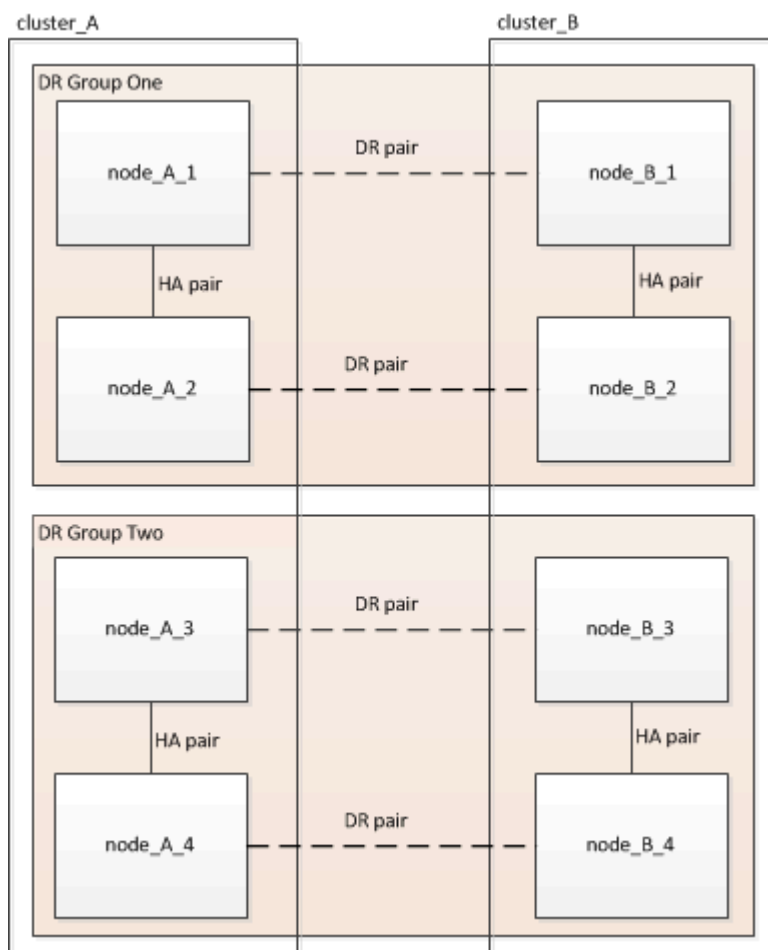 cluster_A
cluster_B
DR Group One
node_A_1
DR pair
node_B_1
HA pair
HA pair
node_A_2
DR pair
node_B_2
DR Group Two
node_A_3
DR pair
node_B_3
HA pair
HA pair
node_A_4
DR pair
node_B_4